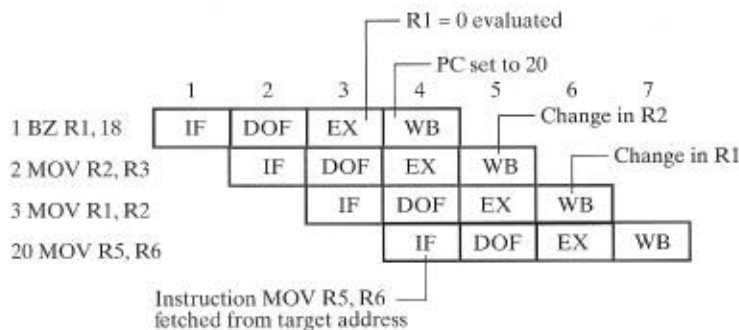 R1 = 0 evaluated
PC set to 20
1 2 3 4 5 6 7
Change in R2
1 BZ R1, 18 IF DOF EX WB
Change in R1
2 MOV R2, R3 IF DOF EX WB
3 MOV R1, R2 IF DOF EX WB
20 MOV R5, R6 IF DOF EX WB
Instruction MOV R5, R6
fetched from target address